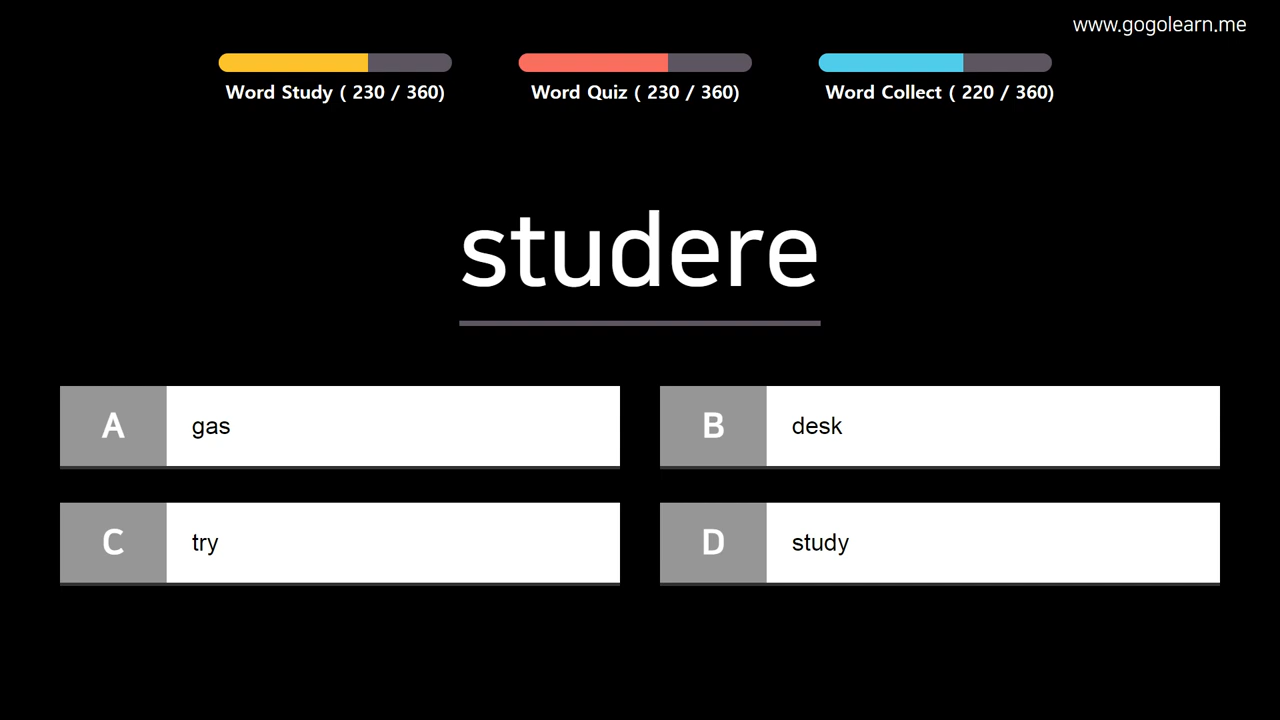 www.gogolearn.me
Word Study ( 230 / 360)
Word Quiz ( 230 / 360)
Word Collect ( 220 / 360)
studere
A gas
B desk
C try
D study